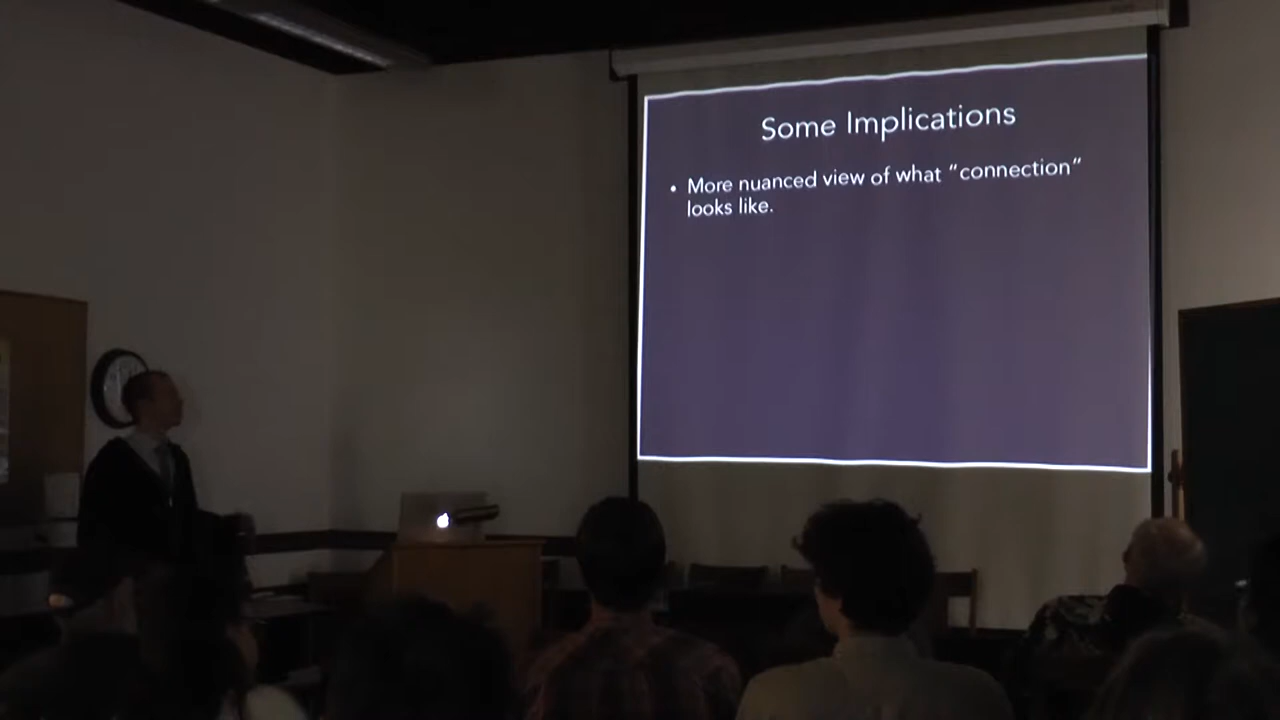 Some Implications
• More nuanced view of what “connection”
looks like.